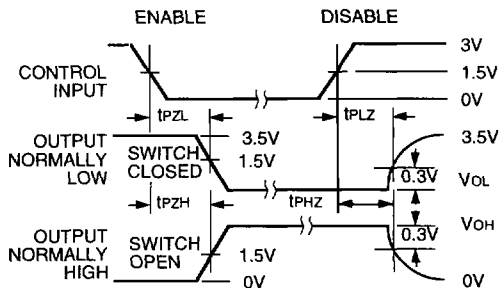 ENABLE
DISABLE
CONTROL
INPUT
3V
1.5V
0V
tPZL
tPLZ
OUTPUT
NORMALLY
LOW
SWITCH
CLOSED
3.5V
1.5V
3.5V
0.3V
VOL
tPZH
tPHZ
OUTPUT
NORMALLY
HIGH
SWITCH
OPEN
1.5V
VOH
0.3V
0V
0V